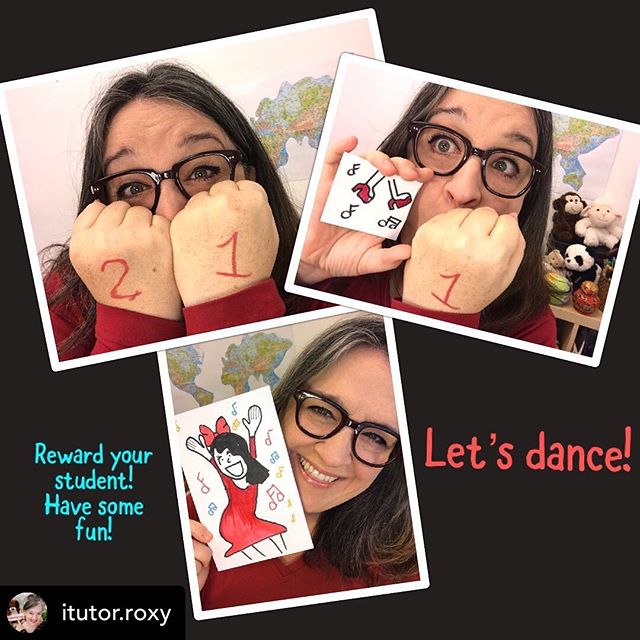 2 1
1
Let's dance!
Reward your
student!
Have some
fun!
itutor.roxy